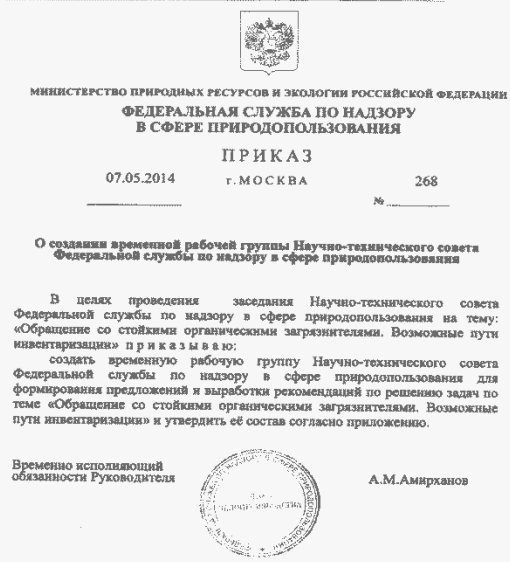 МИНИСТЕРСТВО ПРИРОДНЫХ РЕСУРСОВ И ЭКОЛОГИИ РОССИЙСКОЙ ФЕДЕРАЦИИ
ФЕДЕРАЛЬНАЯ СЛУЖБА ПО НАДЗОРУ
В СФЕРЕ ПРИРОДОПОЛЬЗОВАНИЯ
ПРИКАЗ
07.05.2014 г.МОСКВА 268
№
О создании временной рабочей группы Научно-технического совета
Федеральной службы по надзору в сфере природопользования
В целях проведения заседания Научно-технического совета
Федеральной службы по надзору в сфере природопользования на тему:
«Обращение со стойкими органическими загрязнителями. Возможные пути
инвентаризации» п р и к а з ы в а ю:
создать временную рабочую группу Научно-технического совета
Федеральной службы по надзору в сфере природопользования для
формирования предложений и выработки рекомендаций по решению задач по
теме «Обращение со стойкими органическими загрязнителями. Возможные
пути инвентаризации» и утвердить её состав согласно приложению.
Временно исполняющий
обязанности Руководителя А.М.Амирханов